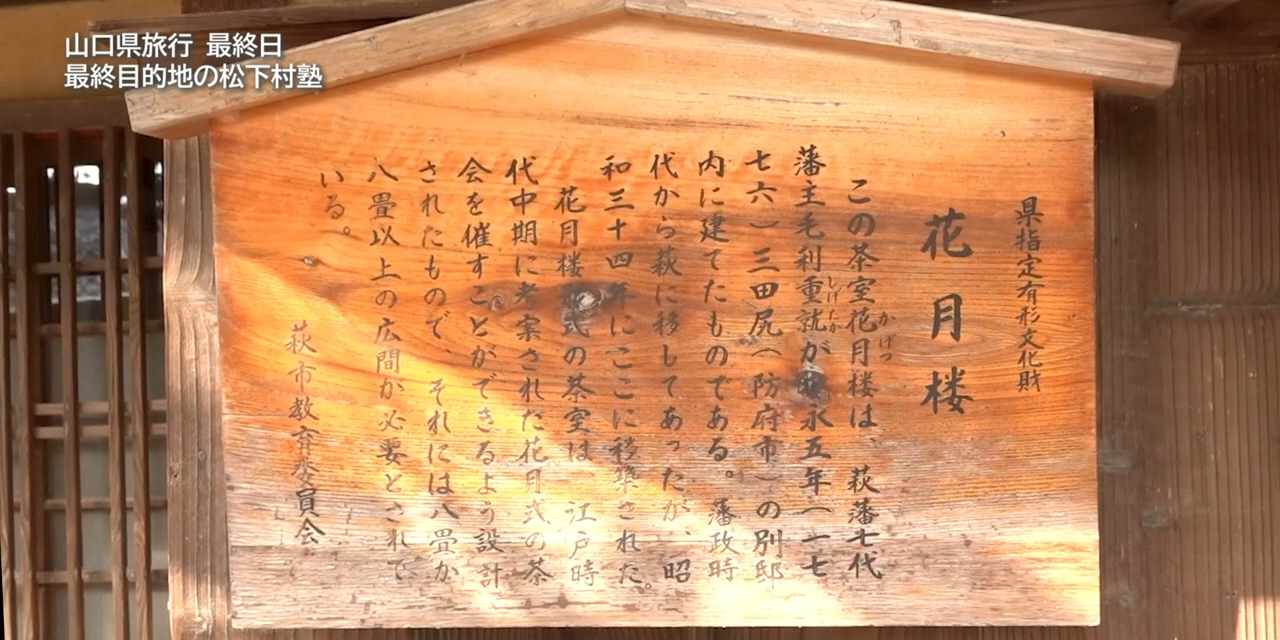 山口県旅行 最終日
最終目的地の松下村塾
県指定有形文化財
花月楼
この茶室花月楼は、萩藩七代
かげつ
藩主毛利重就が永五年(一七
しげたか
七六)三田尻(防府市)の別邸
内に建てたものである。藩政時
代から萩に移してあったが、昭
和三十四年にここに移築された。
花月楼式の茶室は、江戸時
代中期に考案された花月式の茶
会を催すことができるよう設計
されたもので、それには八畳か
八畳以上の広間が必要とされて
いる。
萩市教育委員会